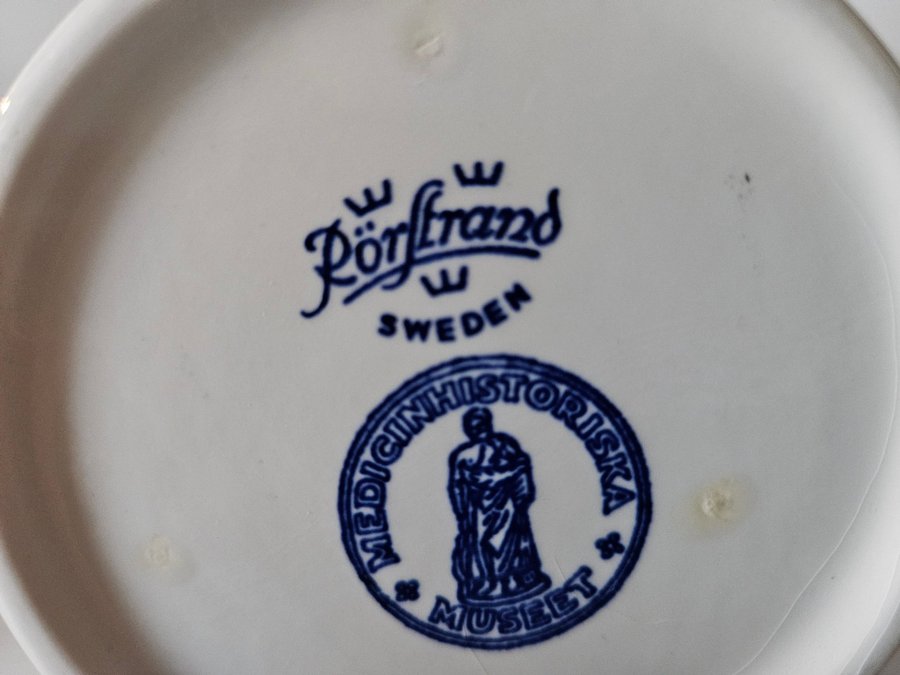 Rörstrand
SWEDEN
MEDICINHISTORISKA
MUSEET